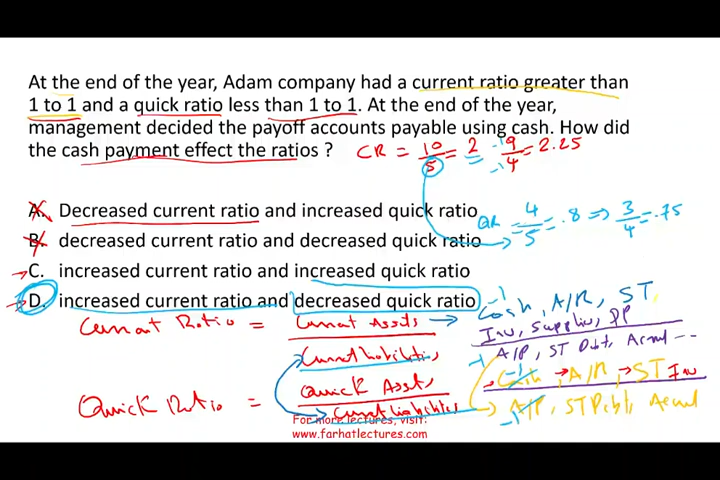 At the end of the year, Adam company had a current ratio greater than
1 to 1 and a quick ratio less than 1 to 1. At the end of the year,
management decided the payoff accounts payable using cash. How did
the cash payment effect the ratios ?
CR = 10/5 = 2 -1 9/-1 4 = 2.25
A. Decreased current ratio and increased quick ratio
QR = 4/5 = .8 => 3/4 = .75
B. decreased current ratio and decreased quick ratio
C. increased current ratio and increased quick ratio
D. increased current ratio and decreased quick ratio
-1
Cash, A/R, ST
Current Ratio = Current Assets
Inv, Supplies, PP
Current liabilities
-1 A/P, ST Debt, Accrual ---
Quick Ratio = Quick Assets
-1
Cash, A/R, ST Inv
Current liabilities
-1 A/P, ST Debt, Accrual
For more lectures, visit:
www.farhatlectures.com